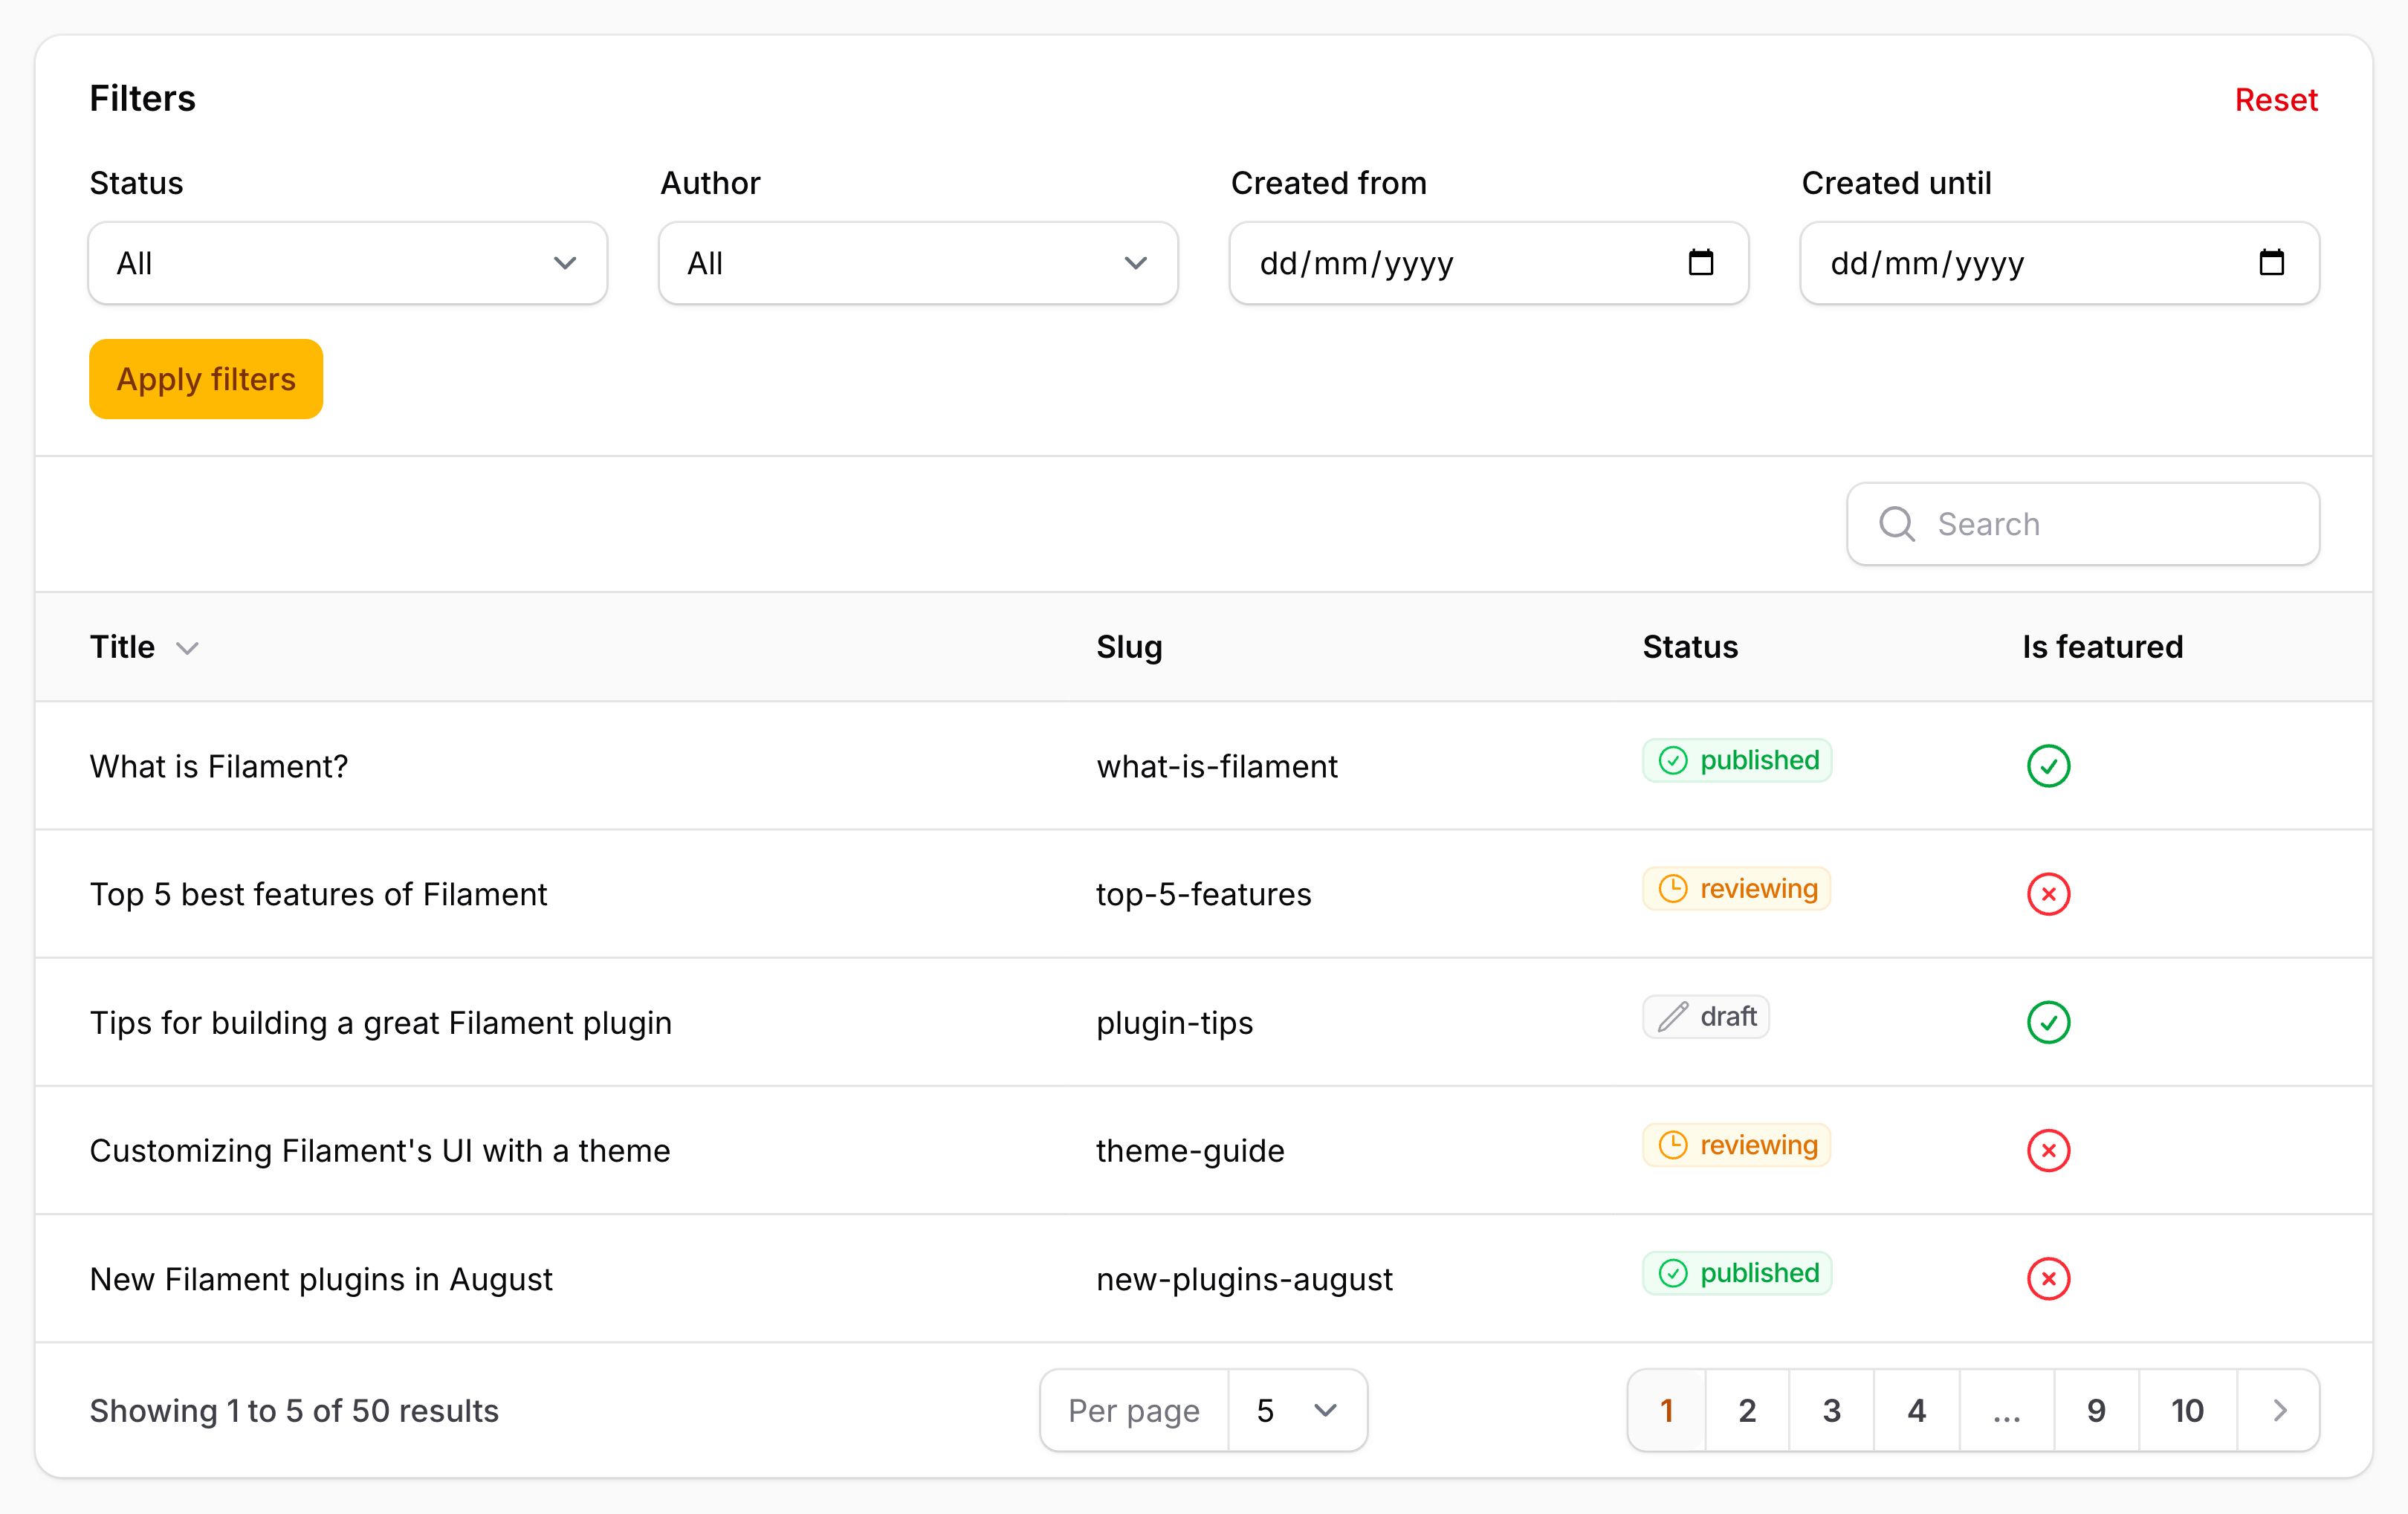 Filters Reset
Status Author Created from Created until
All All dd/mm/yyyy dd/mm/yyyy
Apply filters
Search
Title Slug Status Is featured
What is Filament? what-is-filament published
Top 5 best features of Filament top-5-features reviewing
Tips for building a great Filament plugin plugin-tips draft
Customizing Filament's UI with a theme theme-guide reviewing
New Filament plugins in August new-plugins-august published
Showing 1 to 5 of 50 results Per page 5 1 2 3 4 ... 9 10